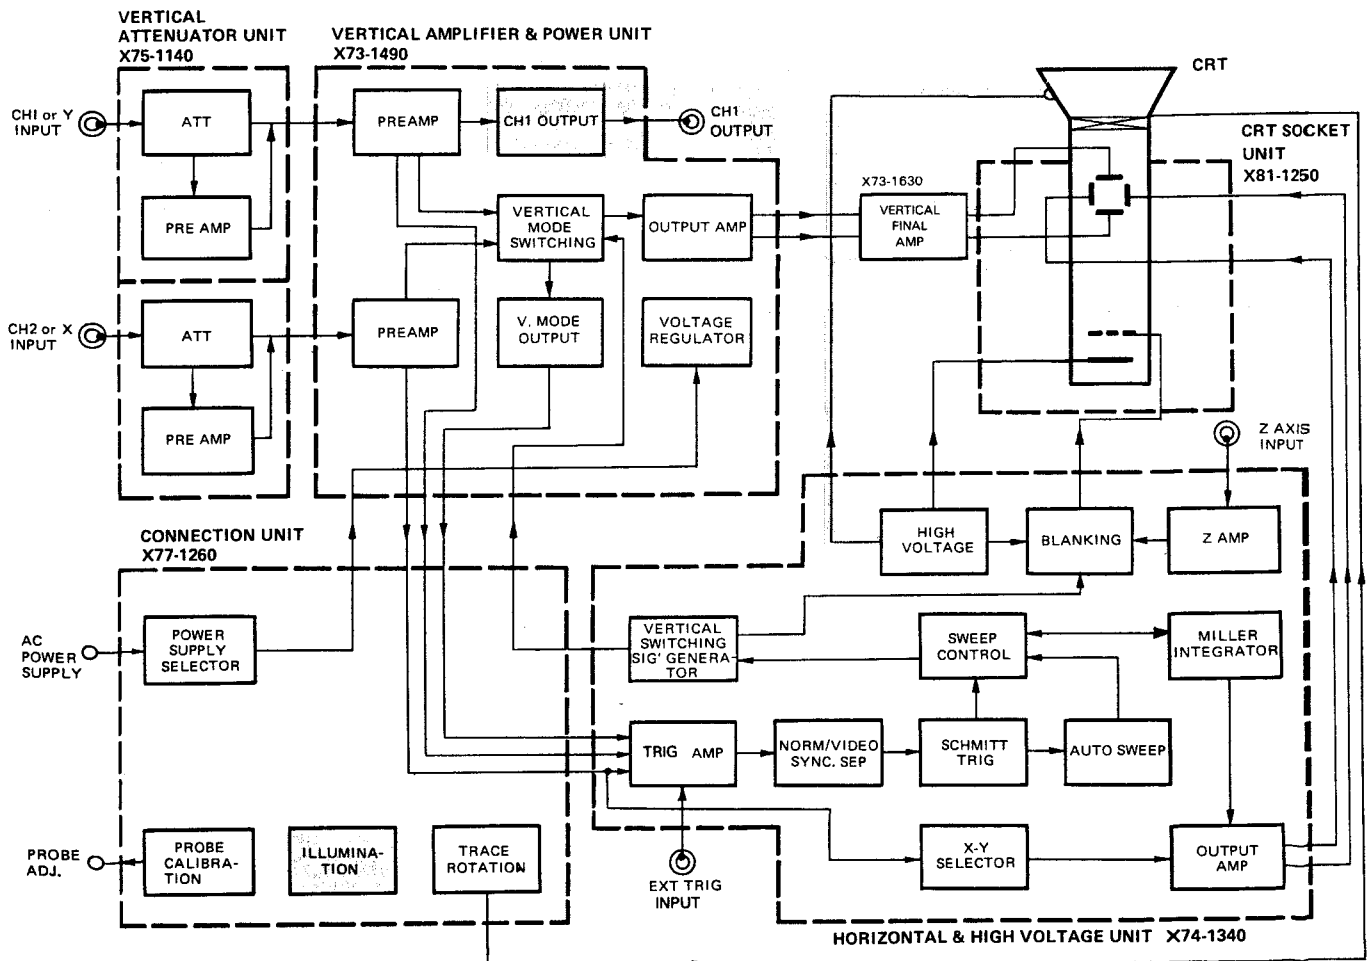 VERTICAL
ATTENUATOR UNIT
X75-1140
VERTICAL AMPLIFIER & POWER UNIT
X73-1490
CRT
CH1 or Y
INPUT
ATT
PRE AMP
PREAMP
CH1 OUTPUT
CH1
OUTPUT
CRT SOCKET
UNIT
X81-1250
VERTICAL
MODE
SWITCHING
OUTPUT AMP
X73-1630
VERTICAL
FINAL
AMP
CH2 or X
INPUT
ATT
PRE AMP
PREAMP
V. MODE
OUTPUT
VOLTAGE
REGULATOR
Z AXIS
INPUT
CONNECTION UNIT
X77-1260
HIGH
VOLTAGE
BLANKING
Z AMP
AC
POWER
SUPPLY
POWER
SUPPLY
SELECTOR
VERTICAL
SWITCHING
SIG' GENERA-
TOR
SWEEP
CONTROL
MILLER
INTEGRATOR
TRIG AMP
NORM/VIDEO
SYNC. SEP
SCHMITT
TRIG
AUTO SWEEP
PROBE
ADJ.
PROBE
CALIBRA-
TION
ILLUMINA-
TION
TRACE
ROTATION
EXT TRIG
INPUT
X-Y
SELECTOR
OUTPUT
AMP
HORIZONTAL & HIGH VOLTAGE UNIT X74-1340